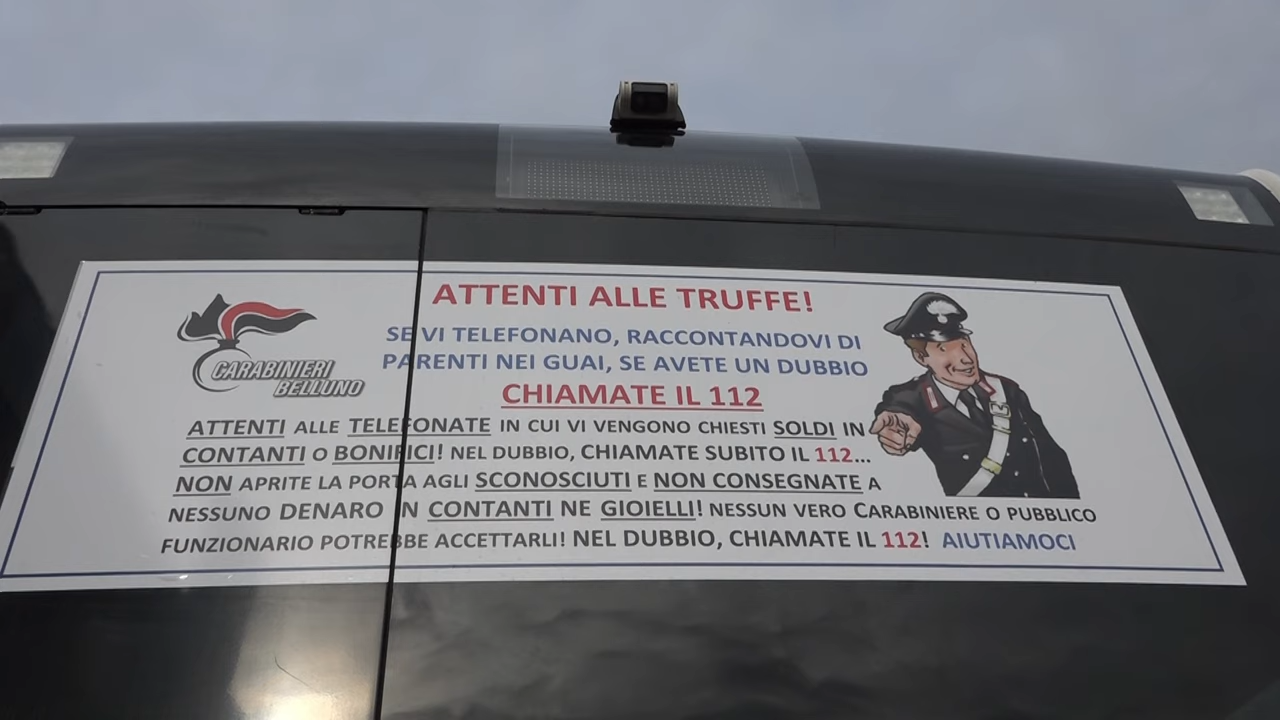 CARABINIERI
BELLUNO
ATTENTI ALLE TRUFFE!
SE VI TELEFONANO, RACCONTANDOVI DI
PARENTI NEI GUAI, SE AVETE UN DUBBIO
CHIAMATE IL 112
ATTENTI ALLE TELEFONATE IN CUI VI VENGONO CHIESTI SOLDI IN
CONTANTI O BONIFICI! NEL DUBBIO, CHIAMATE SUBITO IL 112...
NON APRITE LA PORTA AGLI SCONOSCIUTI E NON CONSEGNATE A
NESSUNO DENARO IN CONTANTI NE GIOIELLI! NESSUN VERO CARABINIERE O PUBBLICO
FUNZIONARIO POTREBBE ACCETTARLI! NEL DUBBIO, CHIAMATE IL 112! AIUTIAMOCI